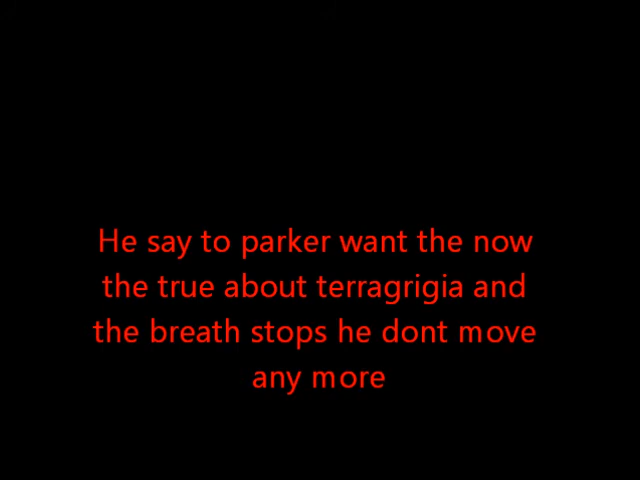 He say to parker want the now
the true about terragrigia and
the breath stops he dont move
any more